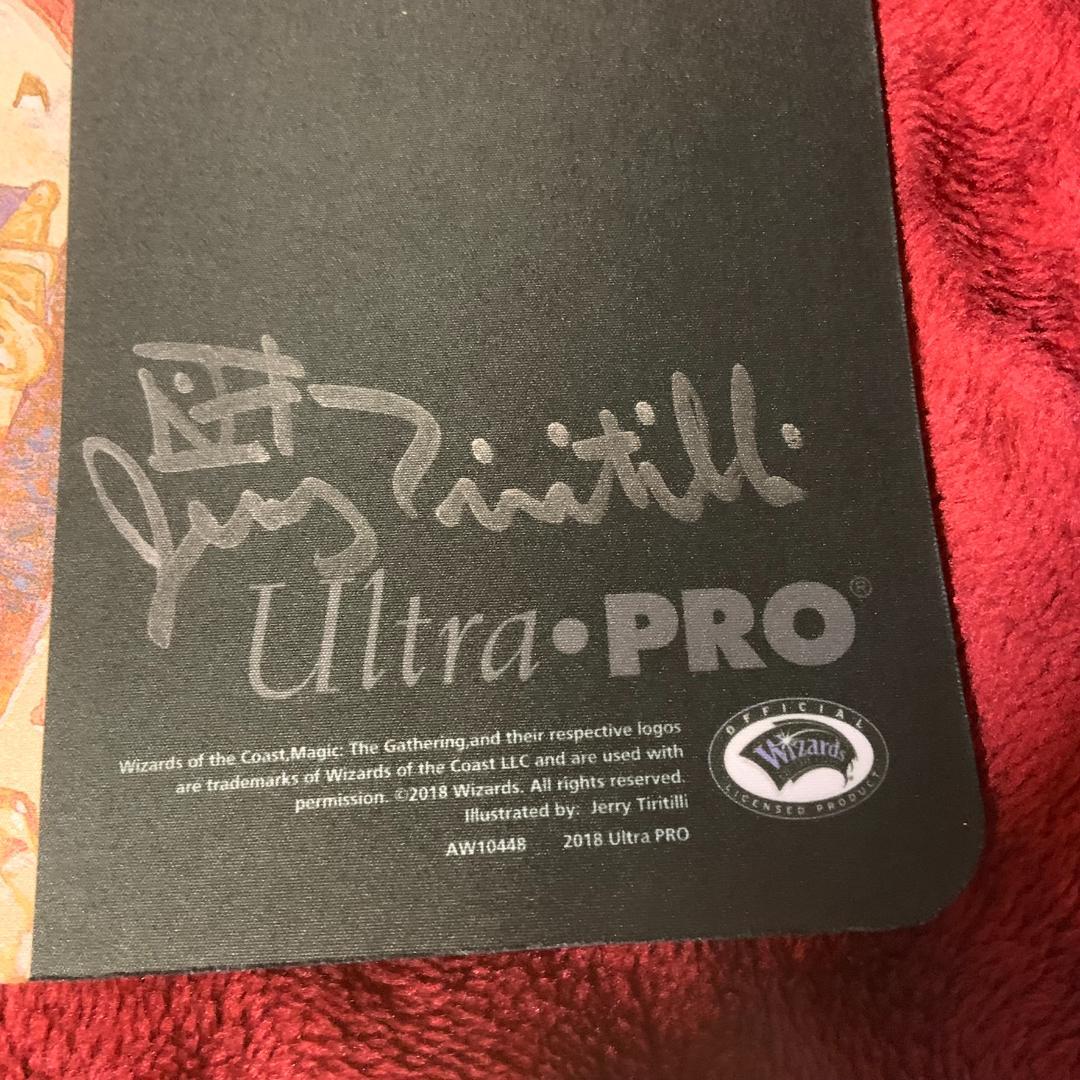 Jerry Tiritilli
Ultra•PRO®
Wizards of the Coast,Magic: The Gathering,and their respective logos
are trademarks of Wizards of the Coast LLC and are used with
permission. ©2018 Wizards. All rights reserved.
Illustrated by: Jerry Tiritilli
AW10448 2018 Ultra PRO
OFFICIAL
Wizards
LICENSED PRODUCT